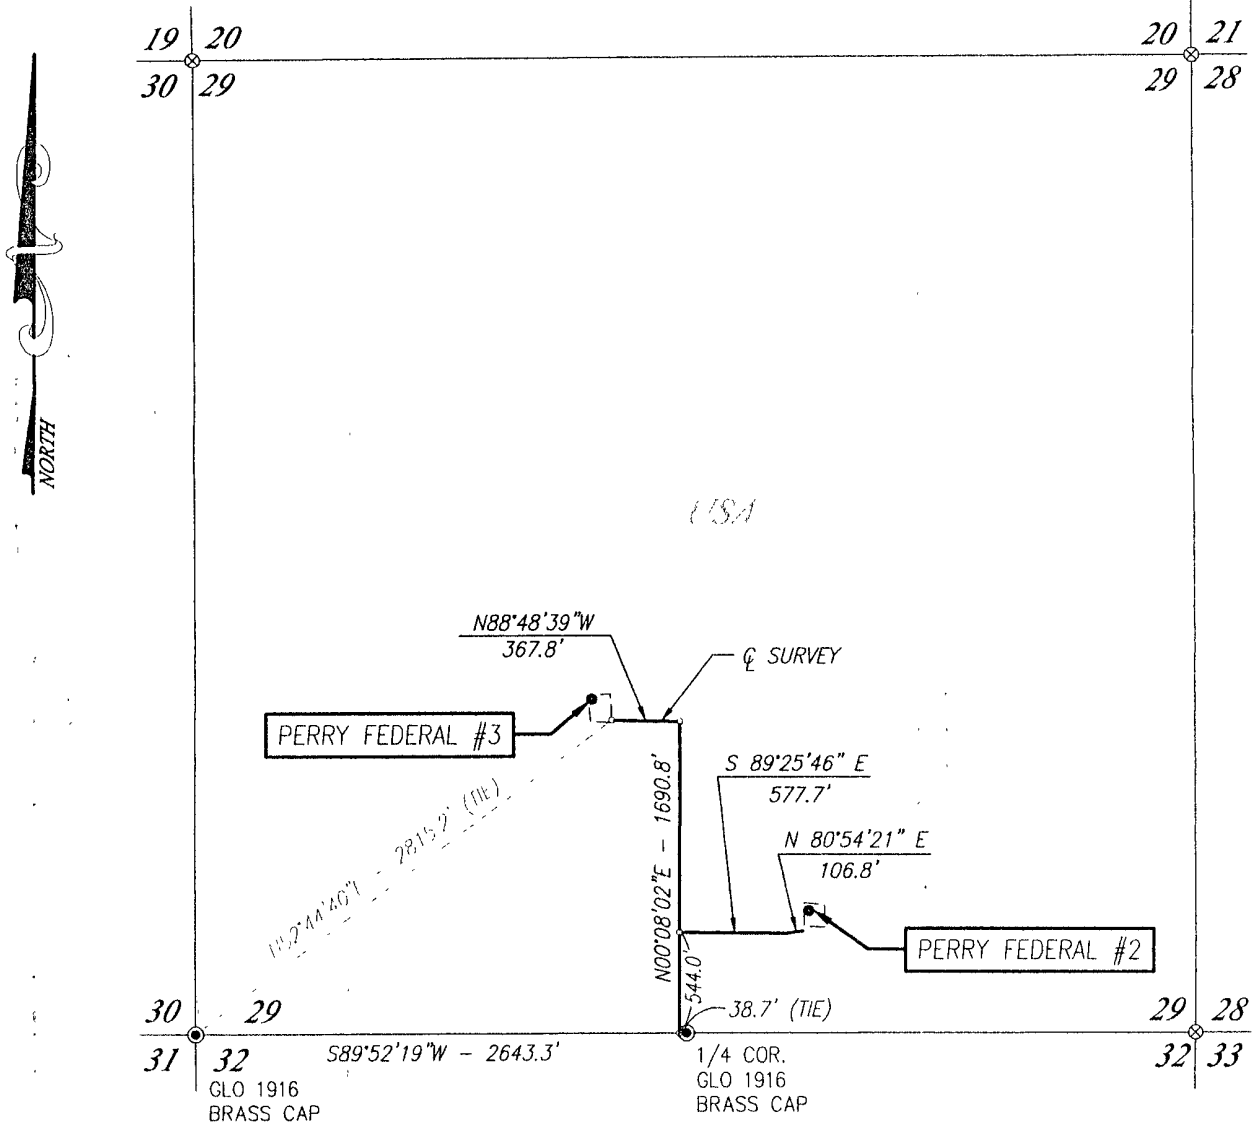 19 20
30 29
20 21
29 28
NORTH
USA
N88°48'39"W
367.8'
℄ SURVEY
PERRY FEDERAL #3
S 89°25'46" E
577.7'
N00°08'02"E - 1690.8'
2815.2' (TIE)
N 80°54'21" E
106.8'
PERRY FEDERAL #2
544.0'
38.7' (TIE)
30 29
31 32
S89°52'19"W - 2643.3'
GLO 1916
BRASS CAP
1/4 COR.
GLO 1916
BRASS CAP
29 28
32 33